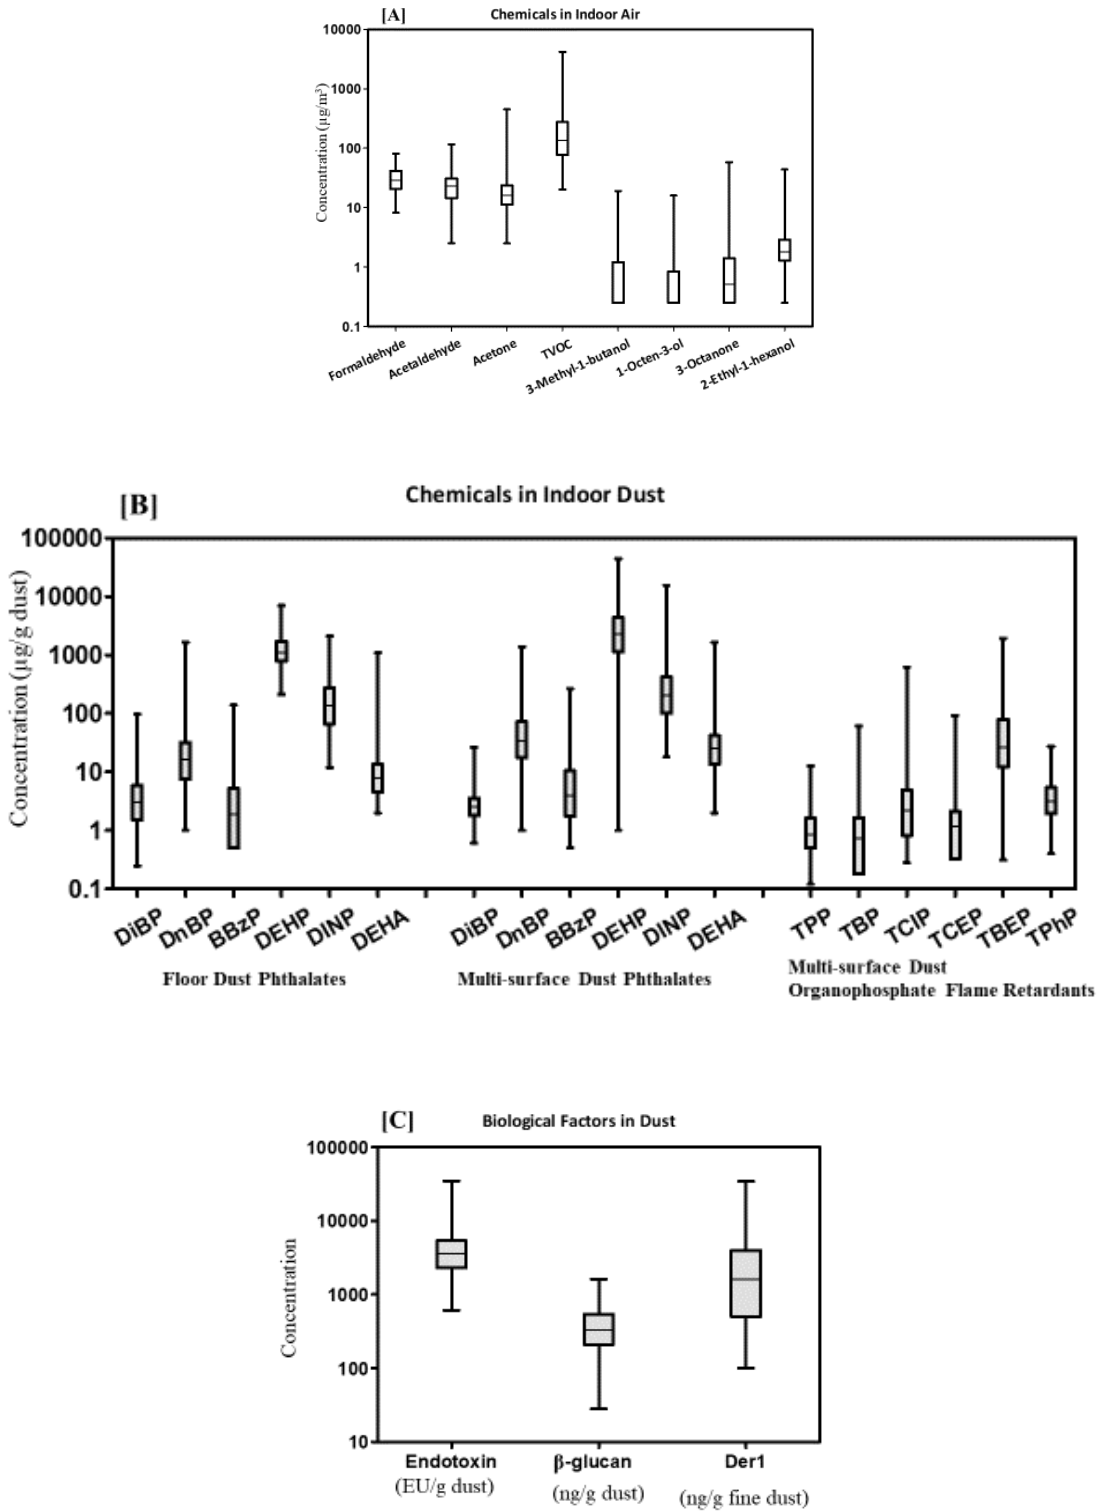 [A] Chemicals in Indoor Air
10000
1000
100
10
1
0.1
Concentration (µg/m³)
Formaldehyde Acetaldehyde Acetone TVOC 3-Methyl-1-butanol 1-Octen-3-ol 3-Octanone 2-Ethyl-1-hexanol
[B] Chemicals in Indoor Dust
100000
10000
1000
100
10
1
0.1
Concentration (µg/g dust)
DiBP DnBP BBzP DEHP DINP DEHA DiBP DnBP BBzP DEHP DINP DEHA TPP TBP TCIP TCEP TBEP TPhP
Floor Dust Phthalates Multi-surface Dust Phthalates Multi-surface Dust
Organophosphate Flame Retardants
[C] Biological Factors in Dust
100000
10000
1000
100
10
Concentration
Endotoxin β-glucan Der1
(EU/g dust) (ng/g dust) (ng/g fine dust)